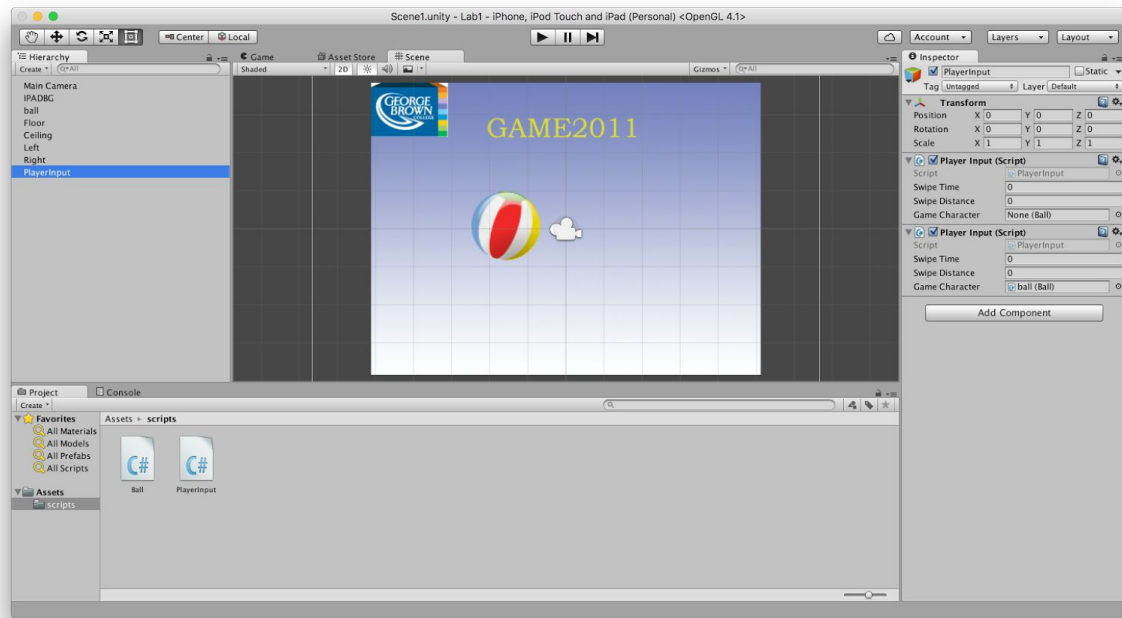 Scene1.unity - Lab1 - iPhone, iPod Touch and iPad (Personal) <OpenGL 4.1>
Center Local
Account Layers Layout
Hierarchy
Create All
Main Camera
IPADBG
ball
Floor
Ceiling
Left
Right
PlayerInput
Game Asset Store Scene
Shaded 2D Gizmos All
GEORGE
BROWN
COLLEGE
GAME2011
Inspector
PlayerInput Static
Tag Untagged Layer Default
Transform
Position X 0 Y 0 Z 0
Rotation X 0 Y 0 Z 0
Scale X 1 Y 1 Z 1
Player Input (Script)
Script PlayerInput
Swipe Time 0
Swipe Distance 0
Game Character None (Ball)
Player Input (Script)
Script PlayerInput
Swipe Time 0
Swipe Distance 0
Game Character ball (Ball)
Add Component
Project Console
Create
Favorites
All Materials
All Models
All Prefabs
All Scripts
Assets
scripts
Assets scripts
C# C#
Ball PlayerInput